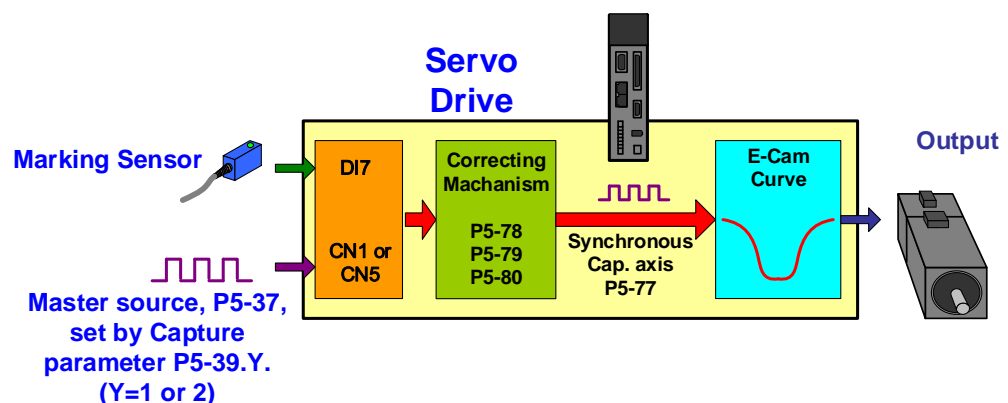 Servo
Drive
Marking Sensor
DI7
CN1 or
CN5
Correcting
Machanism
P5-78
P5-79
P5-80
Synchronous
Cap. axis
P5-77
E-Cam
Curve
Output
Master source, P5-37,
set by Capture
parameter P5-39.Y.
(Y=1 or 2)